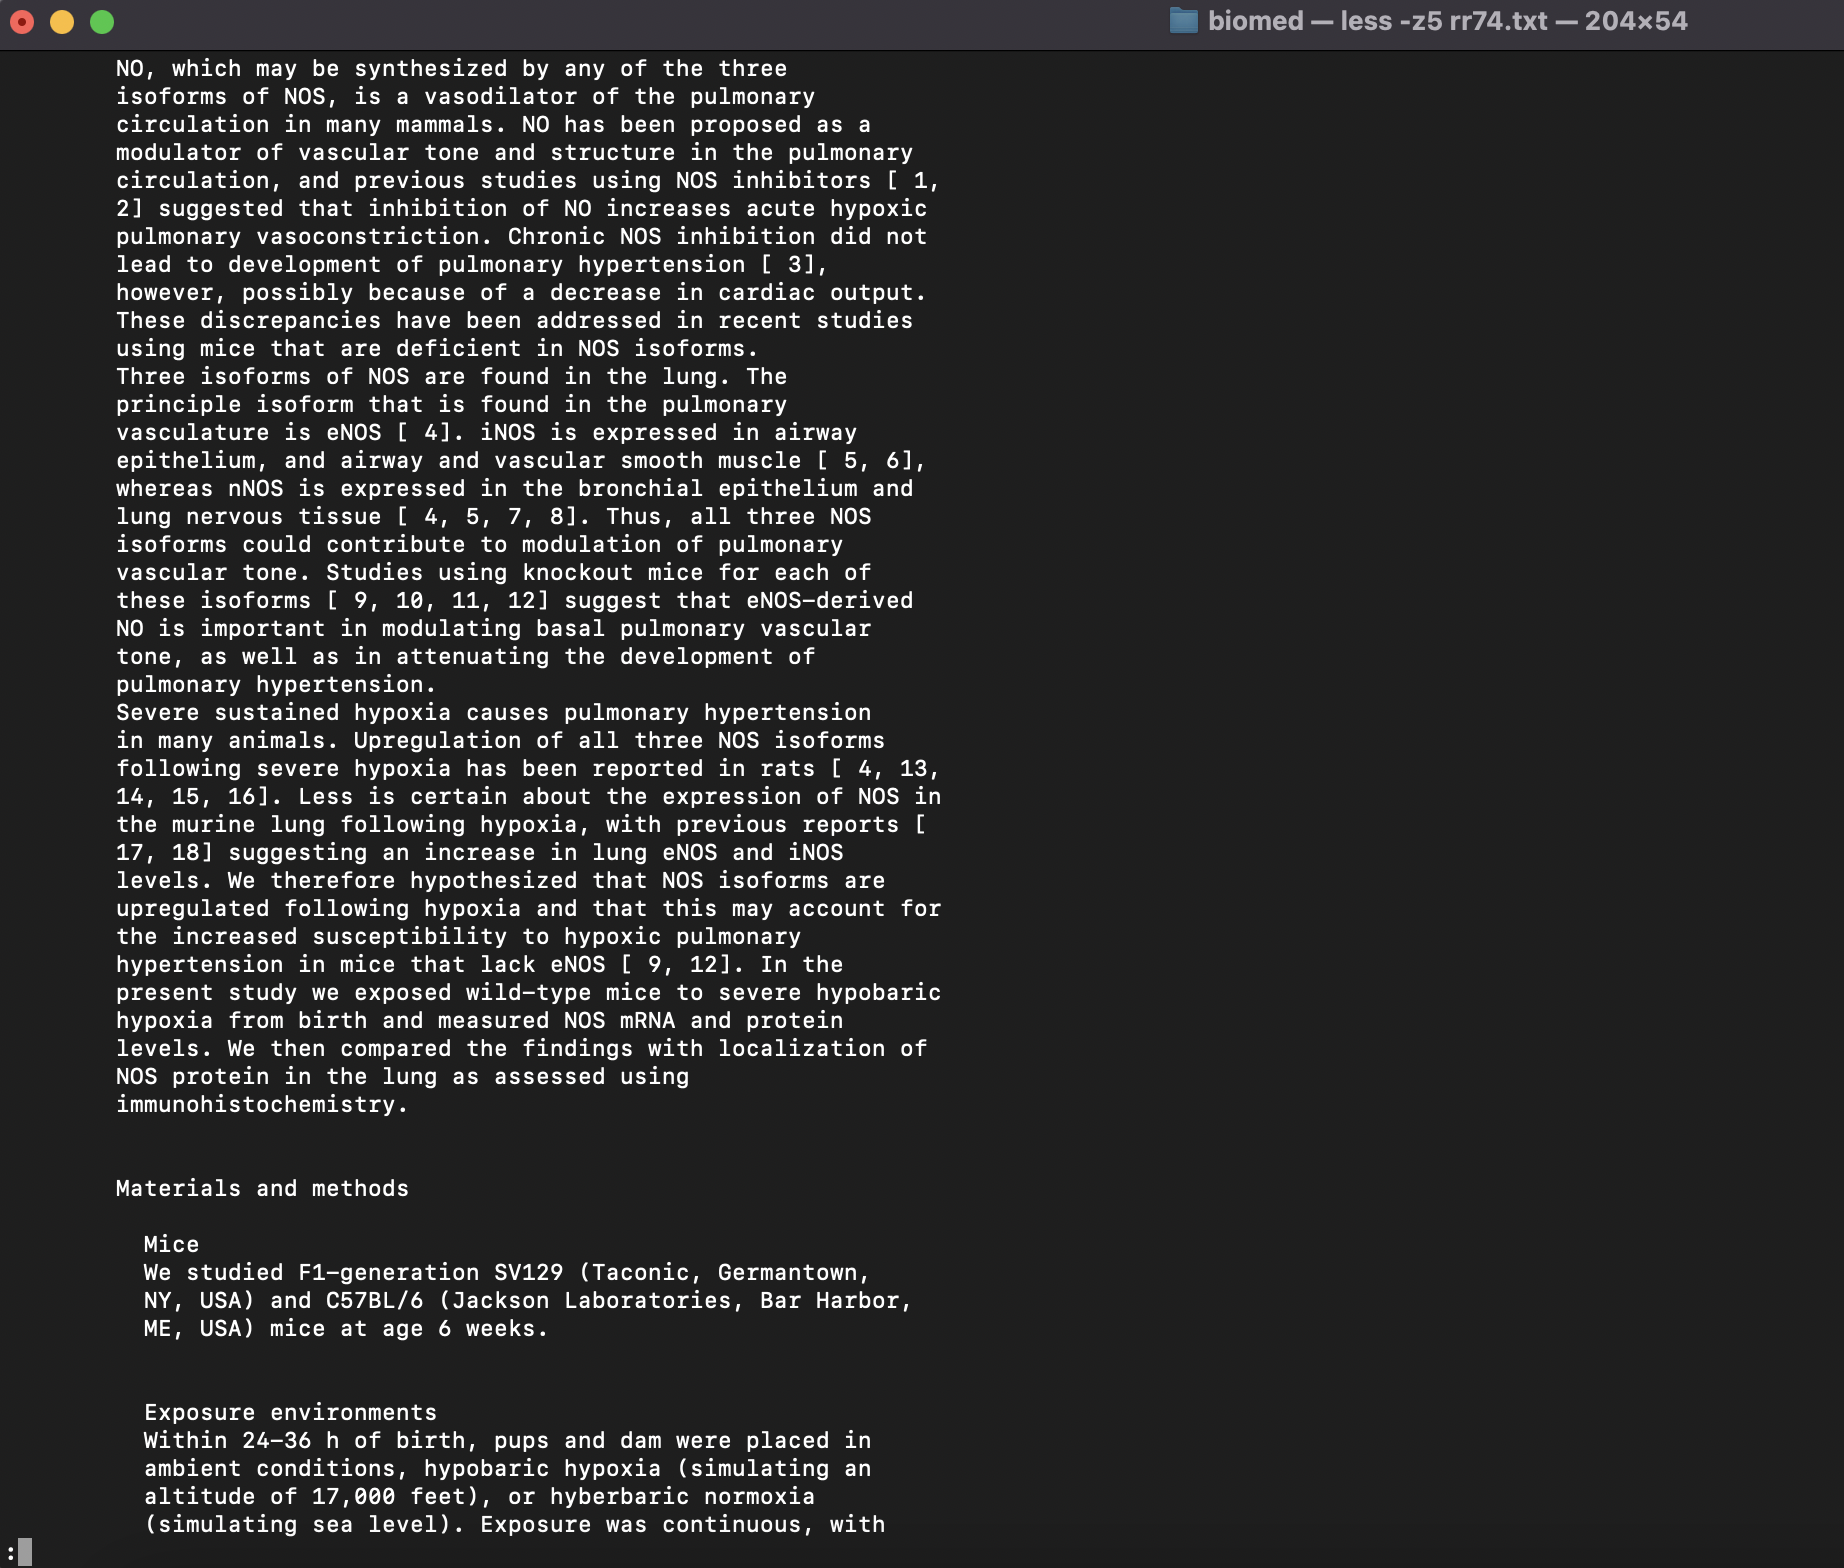 biomed — less -z5 rr74.txt — 204×54
NO, which may be synthesized by any of the three
isoforms of NOS, is a vasodilator of the pulmonary
circulation in many mammals. NO has been proposed as a
modulator of vascular tone and structure in the pulmonary
circulation, and previous studies using NOS inhibitors [ 1,
2] suggested that inhibition of NO increases acute hypoxic
pulmonary vasoconstriction. Chronic NOS inhibition did not
lead to development of pulmonary hypertension [ 3],
however, possibly because of a decrease in cardiac output.
These discrepancies have been addressed in recent studies
using mice that are deficient in NOS isoforms.
Three isoforms of NOS are found in the lung. The
principle isoform that is found in the pulmonary
vasculature is eNOS [ 4]. iNOS is expressed in airway
epithelium, and airway and vascular smooth muscle [ 5, 6],
whereas nNOS is expressed in the bronchial epithelium and
lung nervous tissue [ 4, 5, 7, 8]. Thus, all three NOS
isoforms could contribute to modulation of pulmonary
vascular tone. Studies using knockout mice for each of
these isoforms [ 9, 10, 11, 12] suggest that eNOS-derived
NO is important in modulating basal pulmonary vascular
tone, as well as in attenuating the development of
pulmonary hypertension.
Severe sustained hypoxia causes pulmonary hypertension
in many animals. Upregulation of all three NOS isoforms
following severe hypoxia has been reported in rats [ 4, 13,
14, 15, 16]. Less is certain about the expression of NOS in
the murine lung following hypoxia, with previous reports [
17, 18] suggesting an increase in lung eNOS and iNOS
levels. We therefore hypothesized that NOS isoforms are
upregulated following hypoxia and that this may account for
the increased susceptibility to hypoxic pulmonary
hypertension in mice that lack eNOS [ 9, 12]. In the
present study we exposed wild-type mice to severe hypobaric
hypoxia from birth and measured NOS mRNA and protein
levels. We then compared the findings with localization of
NOS protein in the lung as assessed using
immunohistochemistry.
Materials and methods
Mice
We studied F1-generation SV129 (Taconic, Germantown,
NY, USA) and C57BL/6 (Jackson Laboratories, Bar Harbor,
ME, USA) mice at age 6 weeks.
Exposure environments
Within 24-36 h of birth, pups and dam were placed in
ambient conditions, hypobaric hypoxia (simulating an
altitude of 17,000 feet), or hyberbaric normoxia
(simulating sea level). Exposure was continuous, with
: